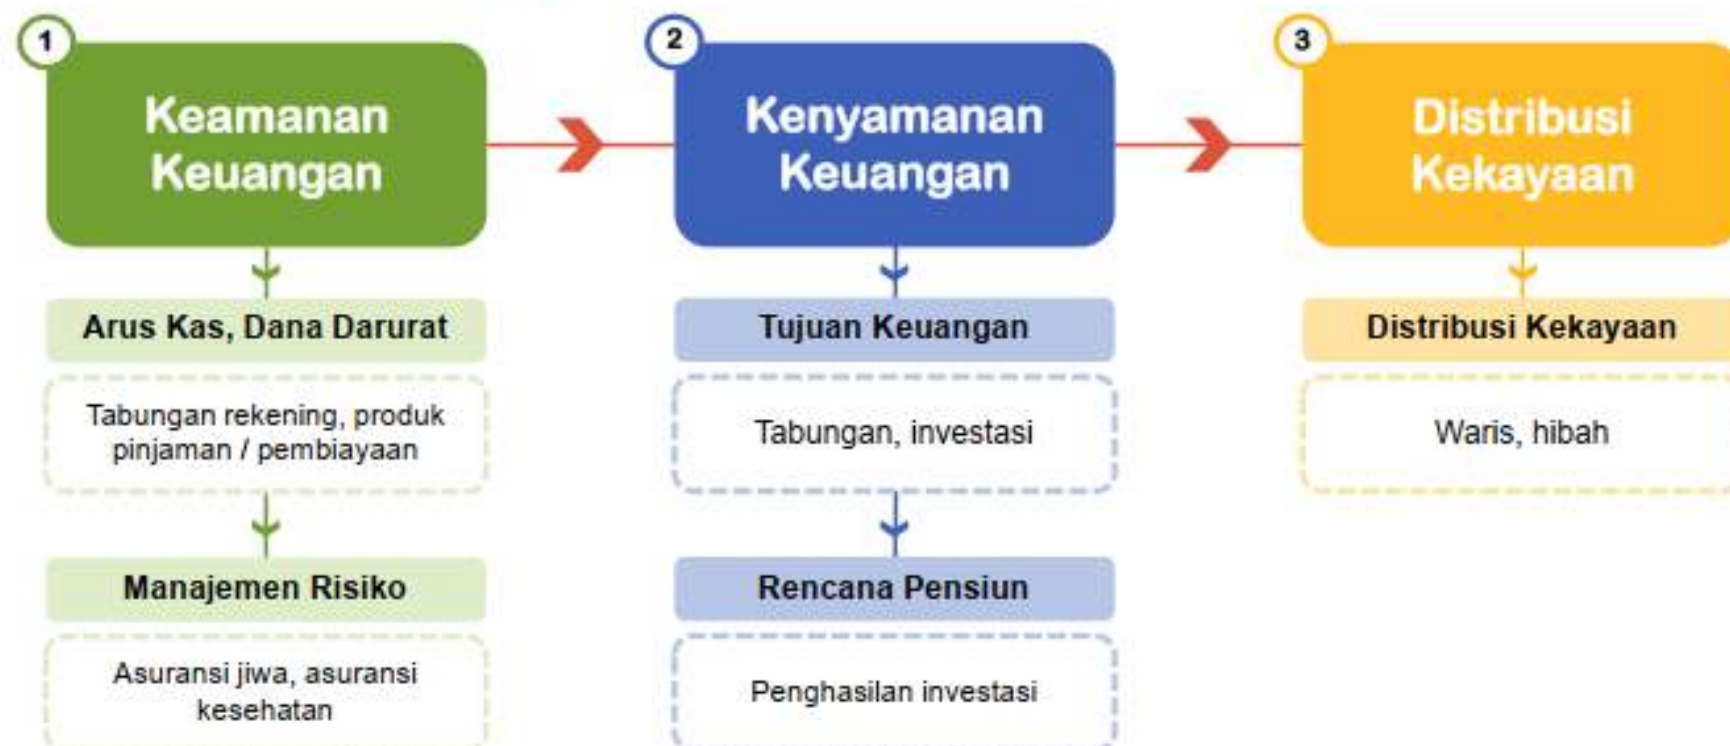 1
Keamanan
Keuangan
Arus Kas, Dana Darurat
Tabungan rekening, produk
pinjaman / pembiayaan
Manajemen Risiko
Asuransi jiwa, asuransi
kesehatan
2
Kenyamanan
Keuangan
Tujuan Keuangan
Tabungan, investasi
Rencana Pensiun
Penghasilan investasi
3
Distribusi
Kekayaan
Distribusi Kekayaan
Waris, hibah